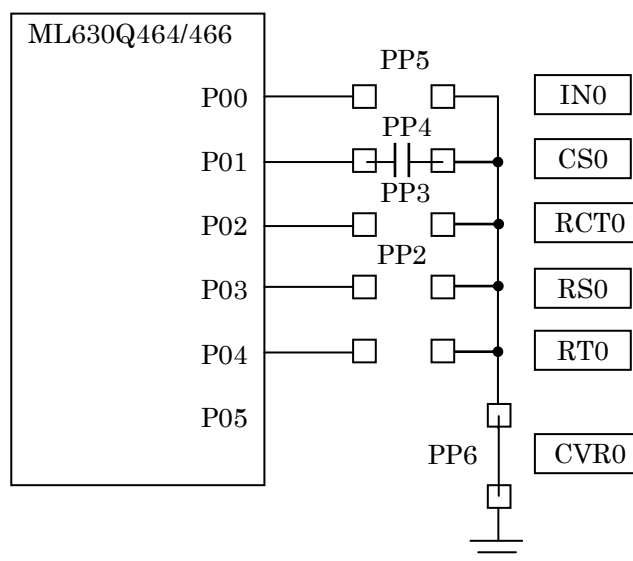 ML630Q464/466
PP5
P00
IN0
PP4
P01
CS0
PP3
P02
RCT0
PP2
P03
RS0
P04
RT0
P05
PP6
CVR0